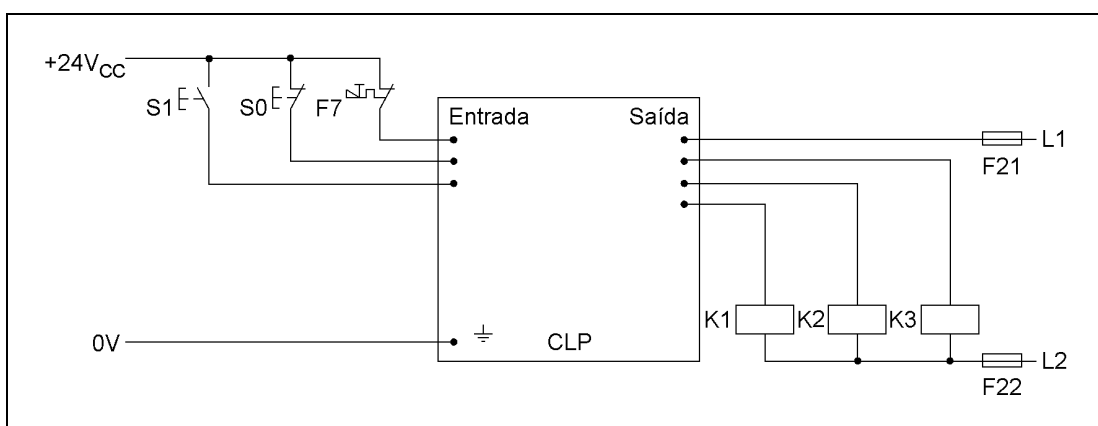 +24VCC
S1
S0
F7
Entrada
Saída
L1
F21
K1
K2
K3
0V
CLP
L2
F22